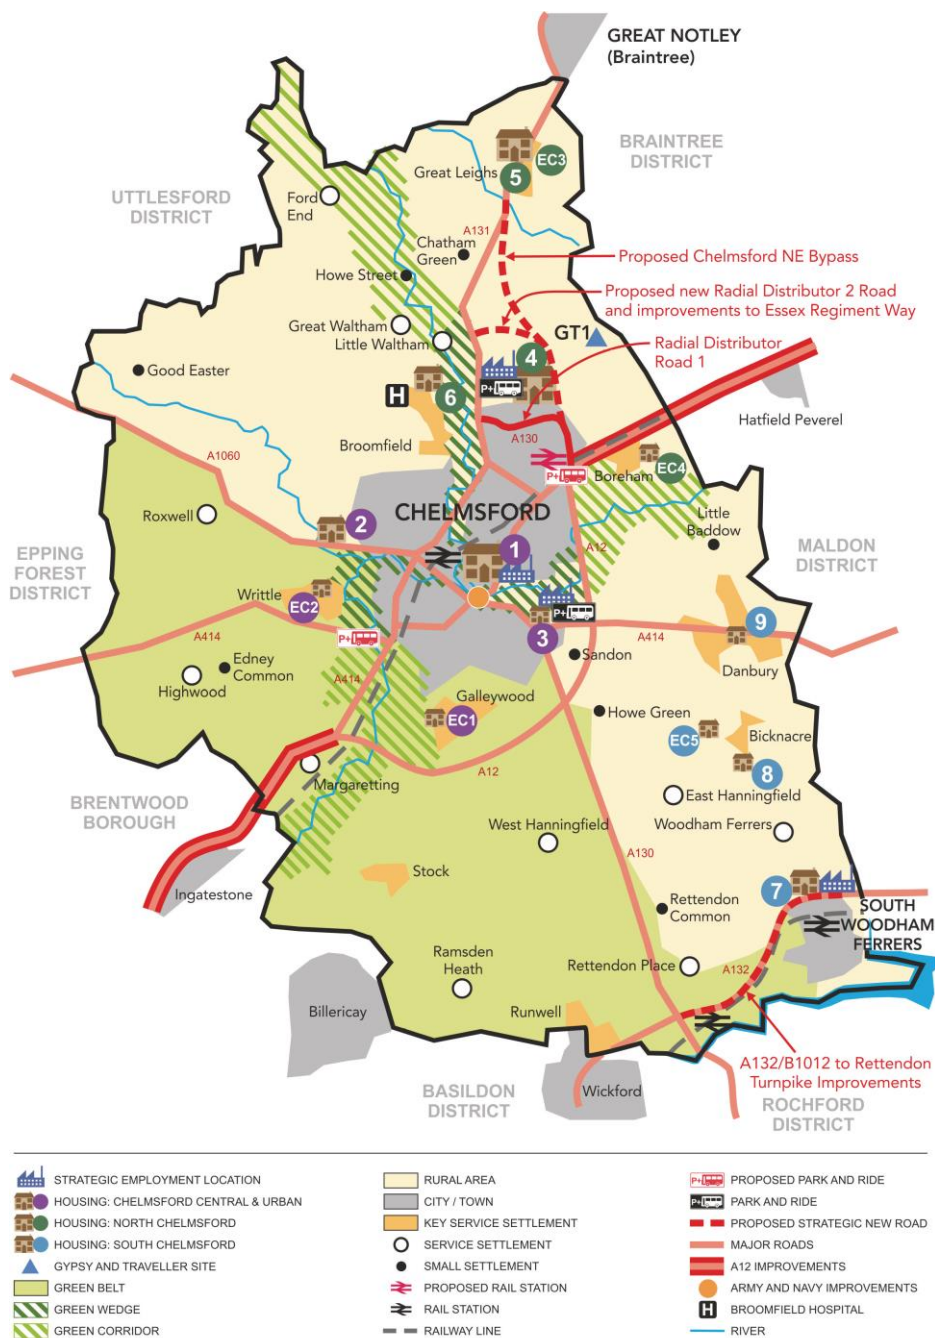 GREAT NOTLEY
(Braintree)
BRAINTREE
DISTRICT
UTTLESFORD
DISTRICT
Great Leighs
EC3
5
Ford
End
A131
Chatham
Green
Howe Street
Proposed Chelmsford NE Bypass
Proposed new Radial Distributor 2 Road
and improvements to Essex Regiment Way
Great Waltham
Little Waltham
GT1
Radial Distributor
Road 1
Good Easter
4
P+
H
6
Hatfield Peverel
Broomfield
A130
A1060
P+
Boreham
EC4
Roxwell
CHELMSFORD
2
Little
Baddow
1
A12
EPPING
FOREST
DISTRICT
MALDON
DISTRICT
Writtle
EC2
P+
9
A414
P+
3
A414
Sandon
Danbury
Edney
Common
Highwood
A414
Galleywood
EC1
Howe Green
EC5
Bicknacre
8
A12
Margaretting
East Hanningfield
BRENTWOOD
BOROUGH
West Hanningfield
Woodham Ferrers
A130
Stock
7
Ingatestone
Rettendon
Common
SOUTH
WOODHAM
FERRERS
Ramsden
Heath
Rettendon Place
A132
Billericay
Runwell
A132/B1012 to Rettendon
Turnpike Improvements
BASILDON
DISTRICT
Wickford
ROCHFORD
DISTRICT
STRATEGIC EMPLOYMENT LOCATION
HOUSING: CHELMSFORD CENTRAL & URBAN
HOUSING: NORTH CHELMSFORD
HOUSING: SOUTH CHELMSFORD
GYPSY AND TRAVELLER SITE
GREEN BELT
GREEN WEDGE
GREEN CORRIDOR
RURAL AREA
CITY / TOWN
KEY SERVICE SETTLEMENT
SERVICE SETTLEMENT
SMALL SETTLEMENT
PROPOSED RAIL STATION
RAIL STATION
RAILWAY LINE
P+ PROPOSED PARK AND RIDE
P+ PARK AND RIDE
PROPOSED STRATEGIC NEW ROAD
MAJOR ROADS
A12 IMPROVEMENTS
ARMY AND NAVY IMPROVEMENTS
H BROOMFIELD HOSPITAL
RIVER